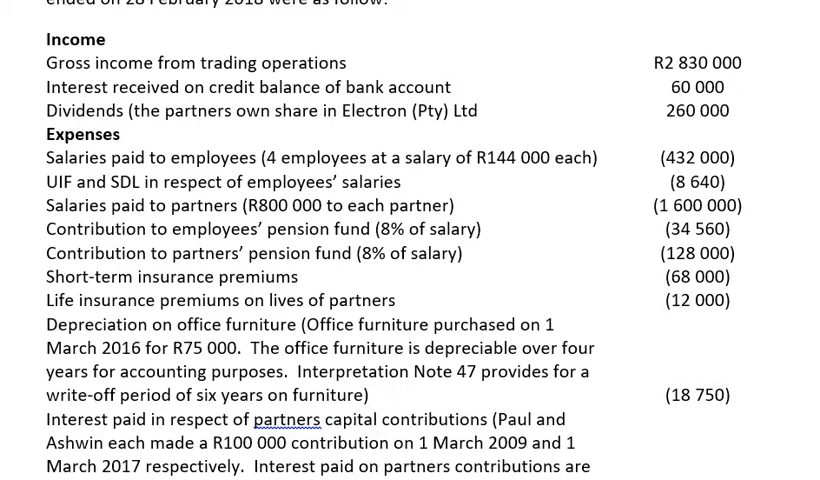 ended on 28 February 2018 were as follow:
Income
Gross income from trading operations R2 830 000
Interest received on credit balance of bank account 60 000
Dividends (the partners own share in Electron (Pty) Ltd 260 000
Expenses
Salaries paid to employees (4 employees at a salary of R144 000 each) (432 000)
UIF and SDL in respect of employees’ salaries (8 640)
Salaries paid to partners (R800 000 to each partner) (1 600 000)
Contribution to employees’ pension fund (8% of salary) (34 560)
Contribution to partners’ pension fund (8% of salary) (128 000)
Short-term insurance premiums (68 000)
Life insurance premiums on lives of partners (12 000)
Depreciation on office furniture (Office furniture purchased on 1
March 2016 for R75 000.  The office furniture is depreciable over four
years for accounting purposes.  Interpretation Note 47 provides for a
write-off period of six years on furniture) (18 750)
Interest paid in respect of partners capital contributions (Paul and
Ashwin each made a R100 000 contribution on 1 March 2009 and 1
March 2017 respectively.  Interest paid on partners contributions are